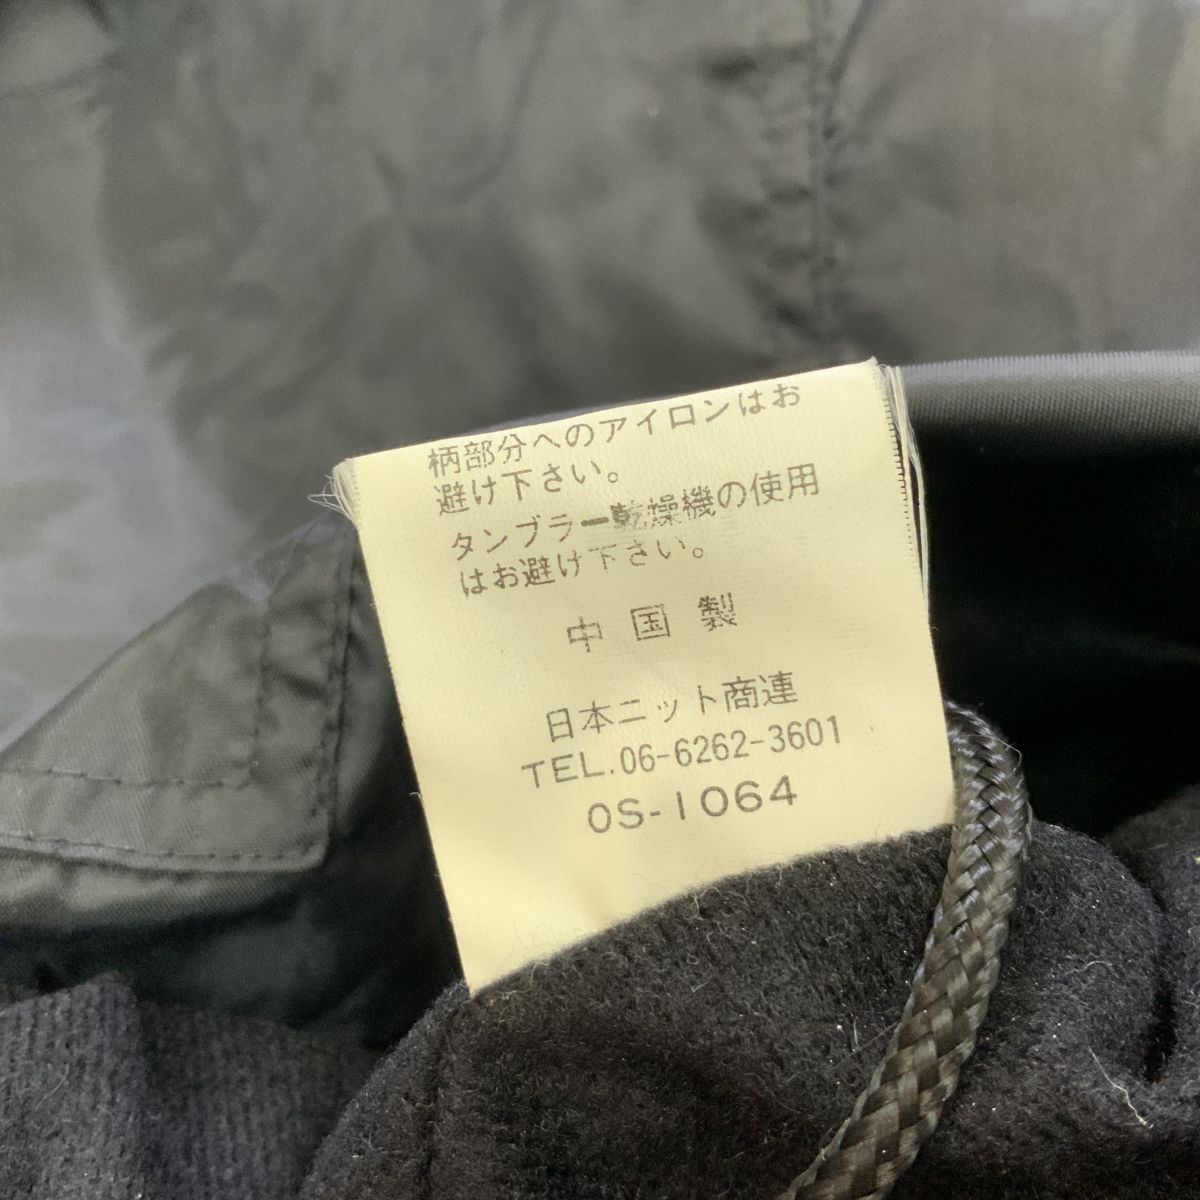 柄部分へのアイロンはお
避け下さい。
タンブラー乾燥機の使用
はお避け下さい。
中国製
日本ニット商連
TEL.06-6262-3601
OS-1064